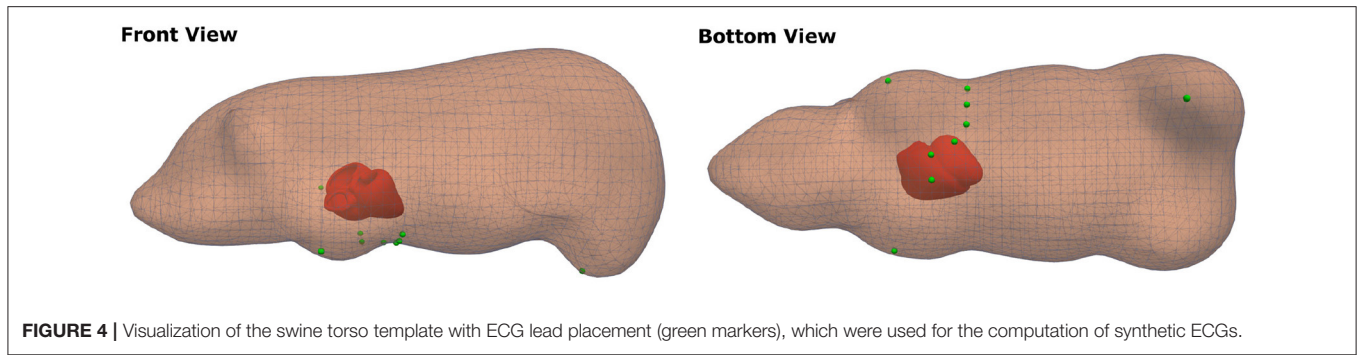 Front View
Bottom View
FIGURE 4 | Visualization of the swine torso template with ECG lead placement (green markers), which were used for the computation of synthetic ECGs.